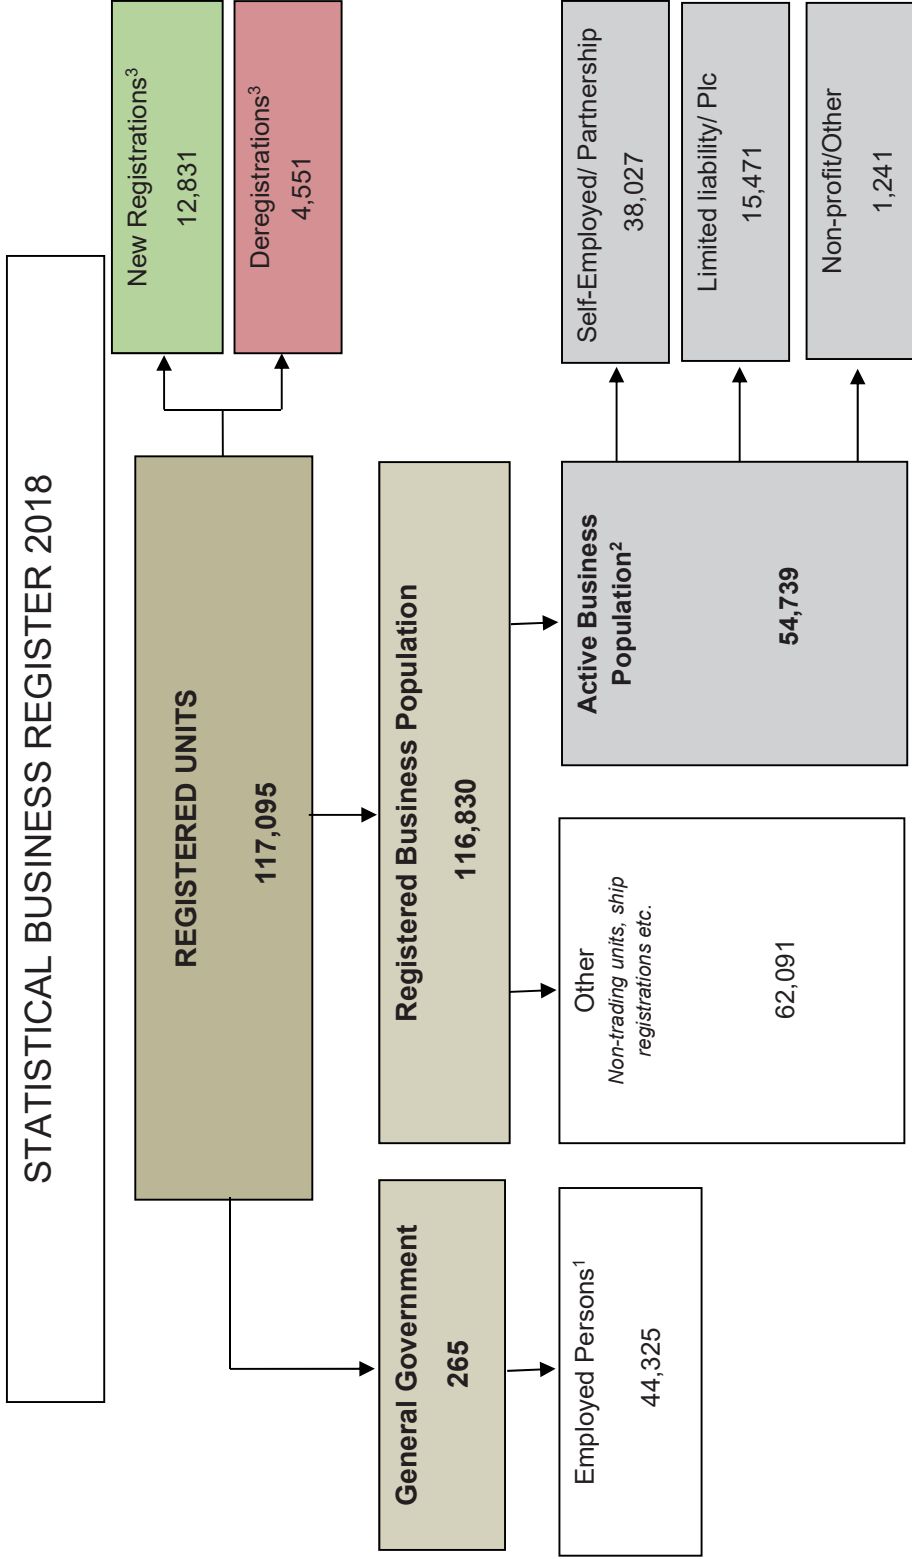 STATISTICAL BUSINESS REGISTER 2018
New Registrations³
12,831
Deregistrations³
4,551
REGISTERED UNITS
117,095
General Government
265
Registered Business Population
116,830
Employed Persons¹
44,325
Other
Non-trading units, ship
registrations etc.
62,091
Active Business
Population²
54,739
Self-Employed/ Partnership
38,027
Limited liability/ Plc
15,471
Non-profit/Other
1,241